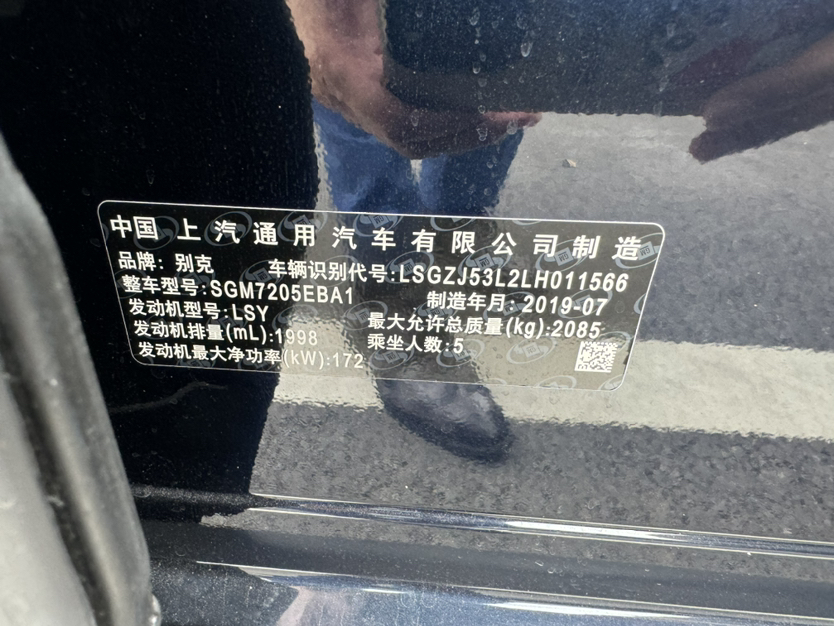 中国 上汽通用汽车有限公司制造
品牌: 别克 车辆识别代号:LSGZJ53L2LH011566
整车型号:SGM7205EBA1 制造年月:2019-07
发动机型号:LSY 最大允许总质量(kg):2085
发动机排量(mL):1998 乘坐人数:5
发动机最大净功率(kW):172